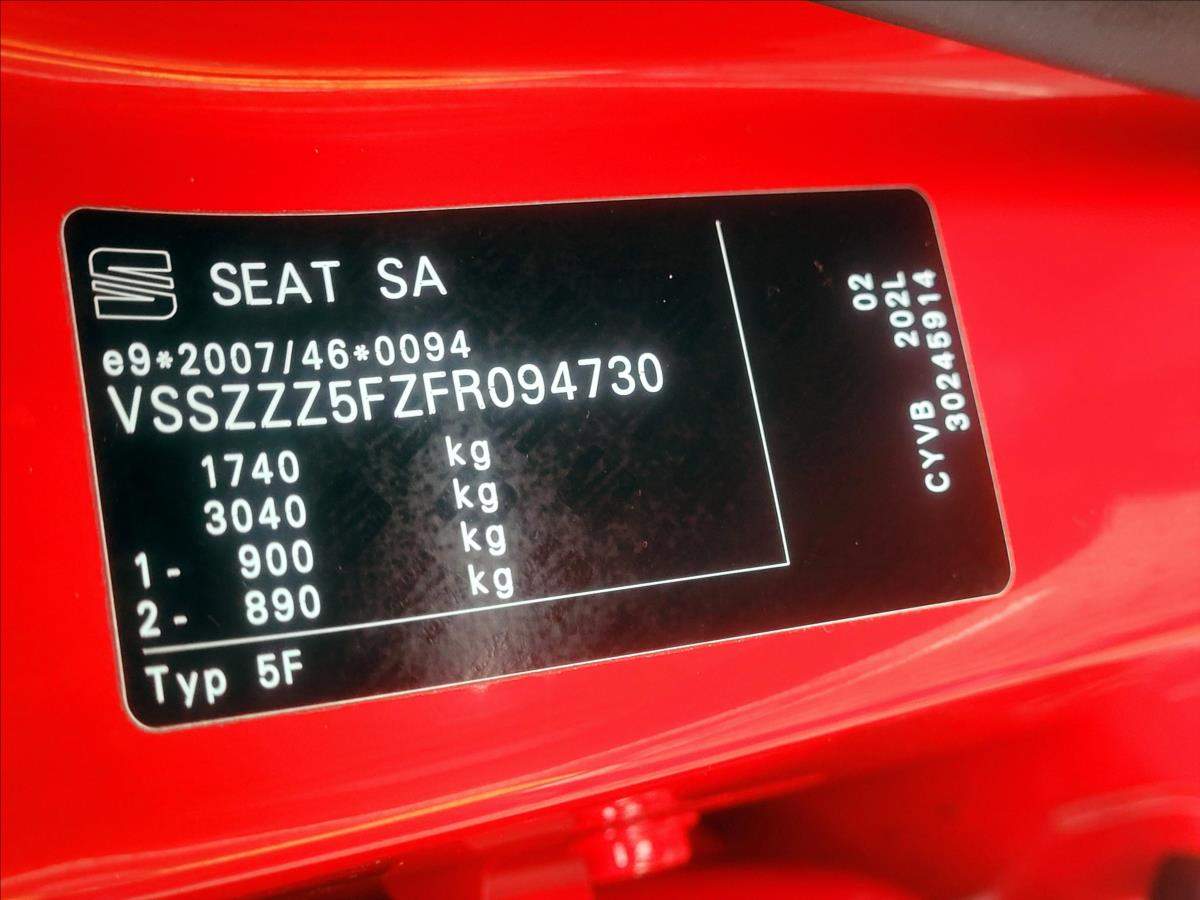 SEAT SA
e9*2007/46*0094
VSSZZZ5FZFR094730
1740 kg
3040 kg
1- 900 kg
2- 890 kg
Typ 5F
02
202L
30245914
CYVB